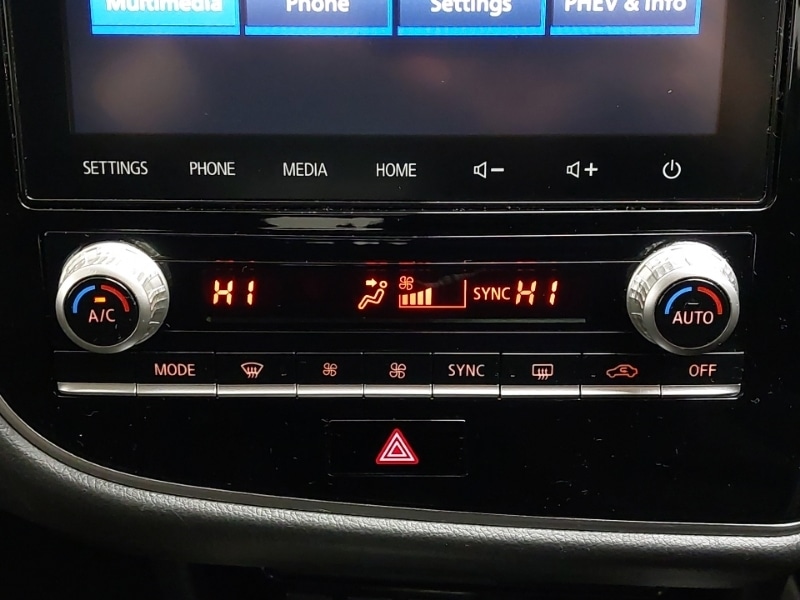 Multimedia Phone Settings PHEV & Info
SETTINGS PHONE MEDIA HOME
HI SYNC HI
A/C AUTO
MODE SYNC OFF